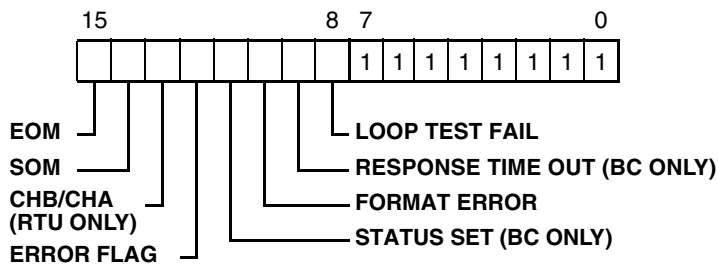 15 8 7 0
1 1 1 1 1 1 1 1
EOM
SOM
CHB/CHA
(RTU ONLY)
ERROR FLAG
LOOP TEST FAIL
RESPONSE TIME OUT (BC ONLY)
FORMAT ERROR
STATUS SET (BC ONLY)